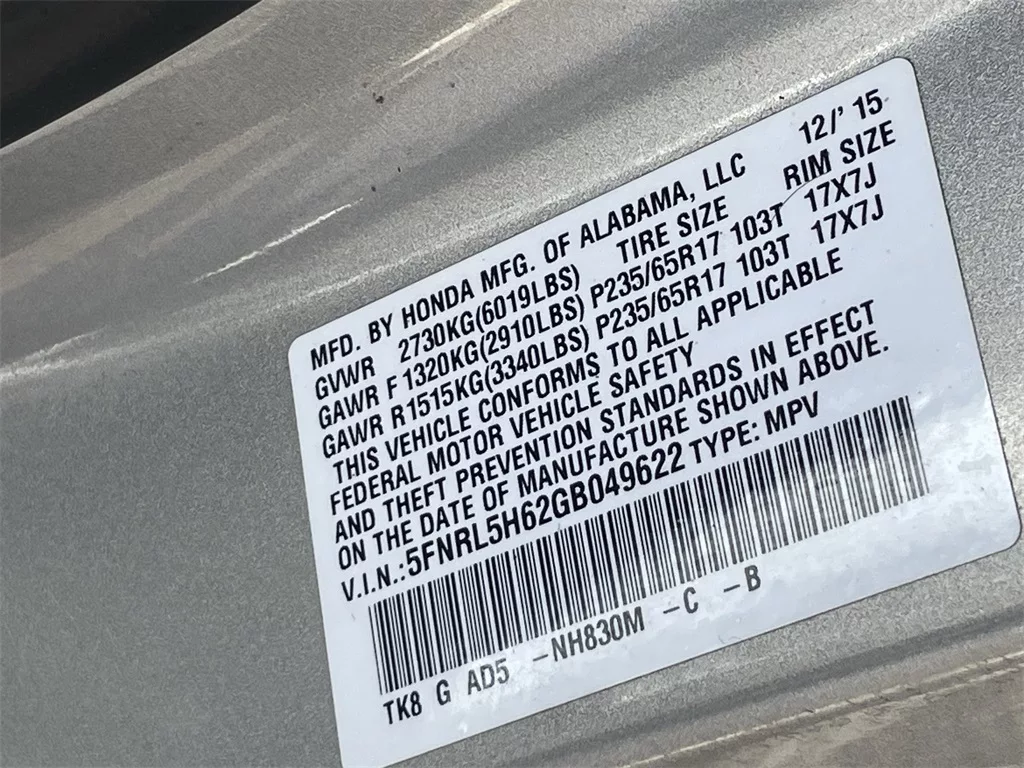 MFD. BY HONDA MFG. OF ALABAMA, LLC 12/' 15
GVWR 2730KG(6019LBS) TIRE SIZE RIM SIZE
GAWR F 1320KG(2910LBS) P235/65R17 103T 17X7J
GAWR R1515KG(3340LBS) P235/65R17 103T 17X7J
THIS VEHICLE CONFORMS TO ALL APPLICABLE
FEDERAL MOTOR VEHICLE SAFETY
AND THEFT PREVENTION STANDARDS IN EFFECT
ON THE DATE OF MANUFACTURE SHOWN ABOVE.
V.I.N.: 5FNRL5H62GB049622 TYPE: MPV
TK8 G AD5 -NH830M -C -B